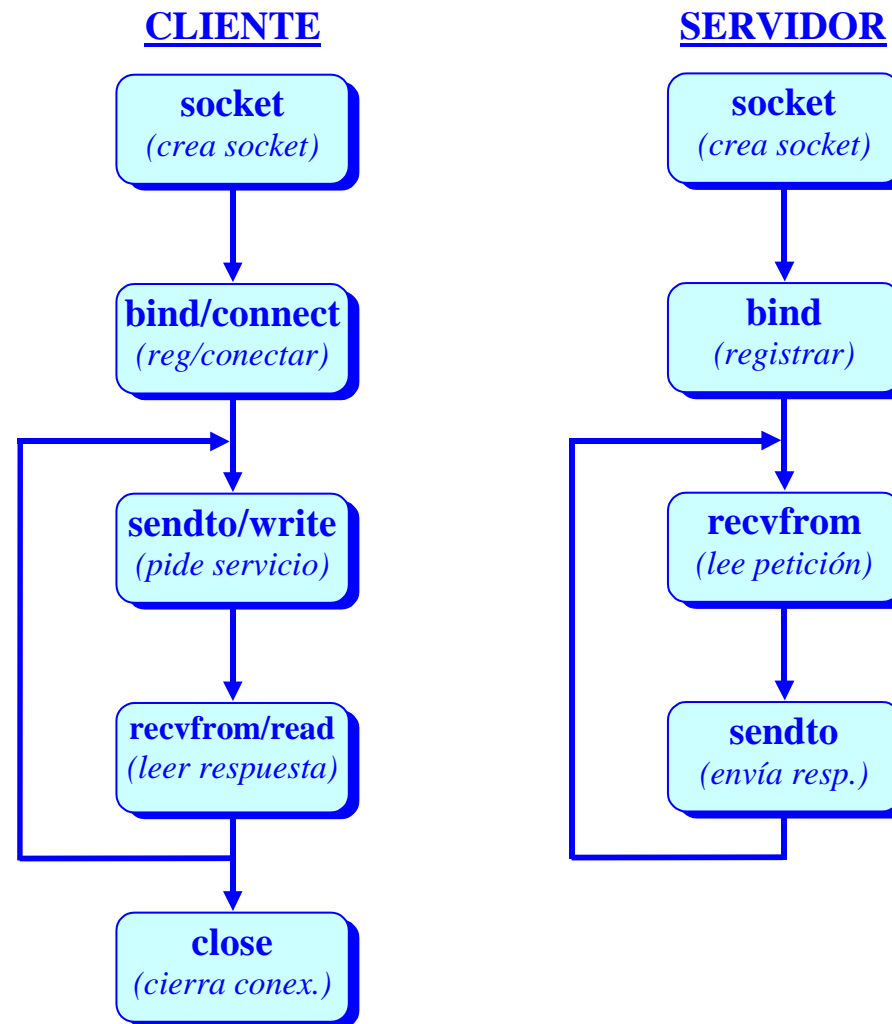 CLIENTE
socket
(crea socket)
bind/connect
(reg/conectar)
sendto/write
(pide servicio)
recvfrom/read
(leer respuesta)
close
(cierra conex.)
SERVIDOR
socket
(crea socket)
bind
(registrar)
recvfrom
(lee petición)
sendto
(envía resp.)